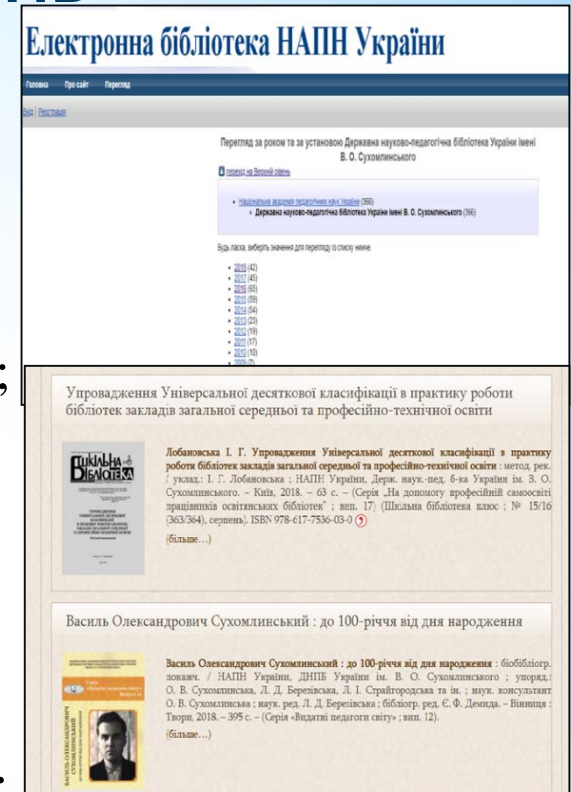 Електронна бібліотека НАПН України
Головна Про сайт Перегляд
Вхід | Реєстрація
Перегляд за роком та за установою Державна науково-педагогічна бібліотека України імені
В. О. Сухомлинського
перехід на Верхній рівень
Національна академія педагогічних наук України (366)
Державна науково-педагогічна бібліотека України імені В. О. Сухомлинського (366)
Будь ласка, виберіть значення для перегляду із списку нижче.
2018 (42)
2017 (45)
2016 (65)
2015 (59)
2014 (54)
2013 (23)
2012 (19)
2011 (17)
2010 (10)
2009 (7)
;
Упровадження Універсальної десяткової класифікації в практику роботи
бібліотек закладів загальної середньої та професійно-технічної освіти
Шкільна
Бібліотека
Лобановська І. Г. Упровадження Універсальної десяткової класифікації в практику
роботи бібліотек закладів загальної середньої та професійно-технічної освіти : метод. рек.
/ уклад.: І. Г. Лобановська ; НАПН України, Держ. наук.-пед. б-ка України ім. В. О.
Сухомлинського. – Київ, 2018. – 63 с. – (Серія „На допомогу професійній самоосвіті
працівників освітянських бібліотек" ; вип. 17) (Шкільна бібліотека плюс ; № 15/16
(363/364), серпень). ISBN 978-617-7536-03-0
(більше…)
Василь Олександрович Сухомлинський : до 100-річчя від дня народження
Василь Олександрович Сухомлинський : до 100-річчя від дня народження : біобібліогр.
покажч. / НАПН України, ДНПБ України ім. В. О. Сухомлинського ; упоряд.:
О. В. Сухомлинська, Л. Д. Березівська, Л. І. Страйгородська та ін. ; наук. консультант
О. В. Сухомлинська ; наук. ред. Л. Д. Березівська ; бібліогр. ред. Є. Ф. Демида. – Вінниця :
Твори, 2018. – 395 с. – (Серія «Видатні педагоги світу» ; вип. 12).
(більше…)
.